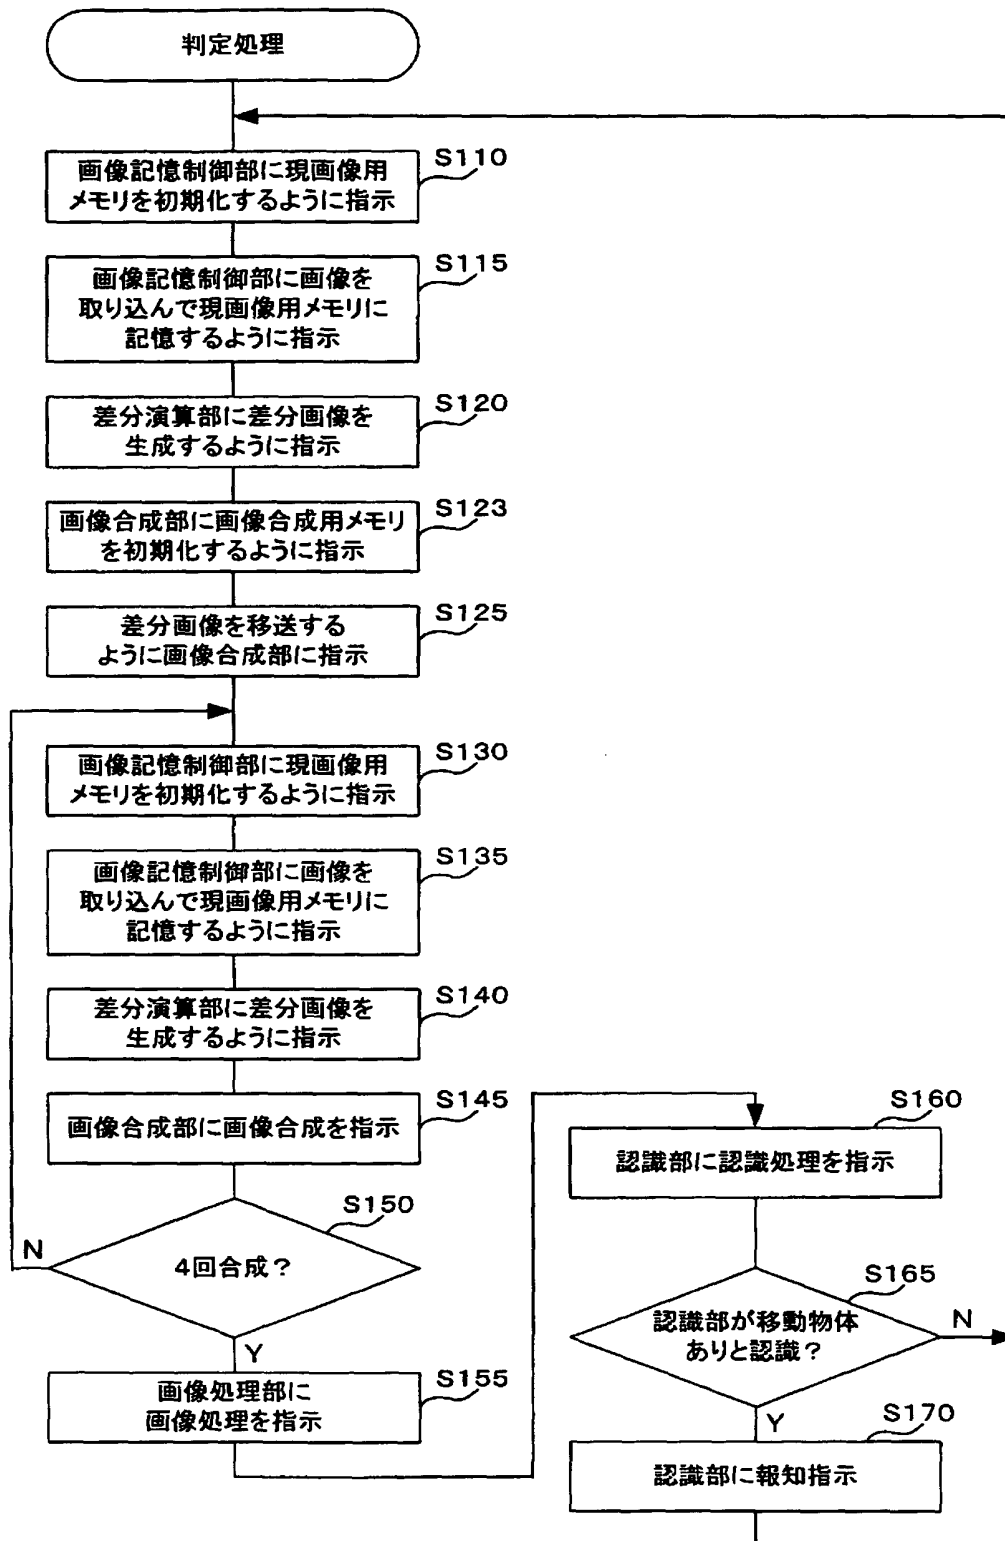 判定処理
S110
画像記憶制御部に現画像用
メモリを初期化するように指示
S115
画像記憶制御部に画像を
取り込んで現画像用メモリに
記憶するように指示
S120
差分演算部に差分画像を
生成するように指示
S123
画像合成部に画像合成用メモリ
を初期化するように指示
S125
差分画像を移送する
ように画像合成部に指示
S130
画像記憶制御部に現画像用
メモリを初期化するように指示
S135
画像記憶制御部に画像を
取り込んで現画像用メモリに
記憶するように指示
S140
差分演算部に差分画像を
生成するように指示
S145
画像合成部に画像合成を指示
S150
N
4回合成？
Y
S155
画像処理部に
画像処理を指示
S160
認識部に認識処理を指示
S165
認識部が移動物体
ありと認識？
N
Y
S170
認識部に報知指示